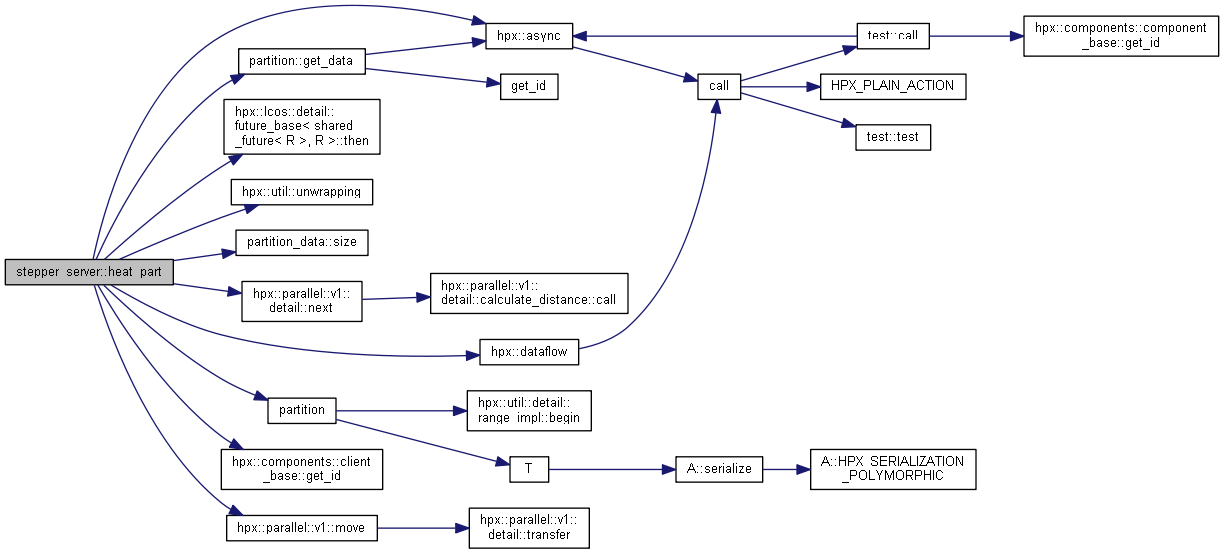 stepper_server::heat_part
hpx::async
partition::get_data
get_id
hpx::lcos::detail::
future_base< shared
_future< R >, R >::then
hpx::util::unwrapping
partition_data::size
hpx::parallel::v1::
detail::next
hpx::parallel::v1::
detail::calculate_distance::call
hpx::dataflow
partition
hpx::util::detail::
range_impl::begin
T
A::serialize
A::HPX_SERIALIZATION
_POLYMORPHIC
hpx::components::client
_base::get_id
hpx::parallel::v1::move
hpx::parallel::v1::
detail::transfer
call
test::call
hpx::components::component
_base::get_id
HPX_PLAIN_ACTION
test::test